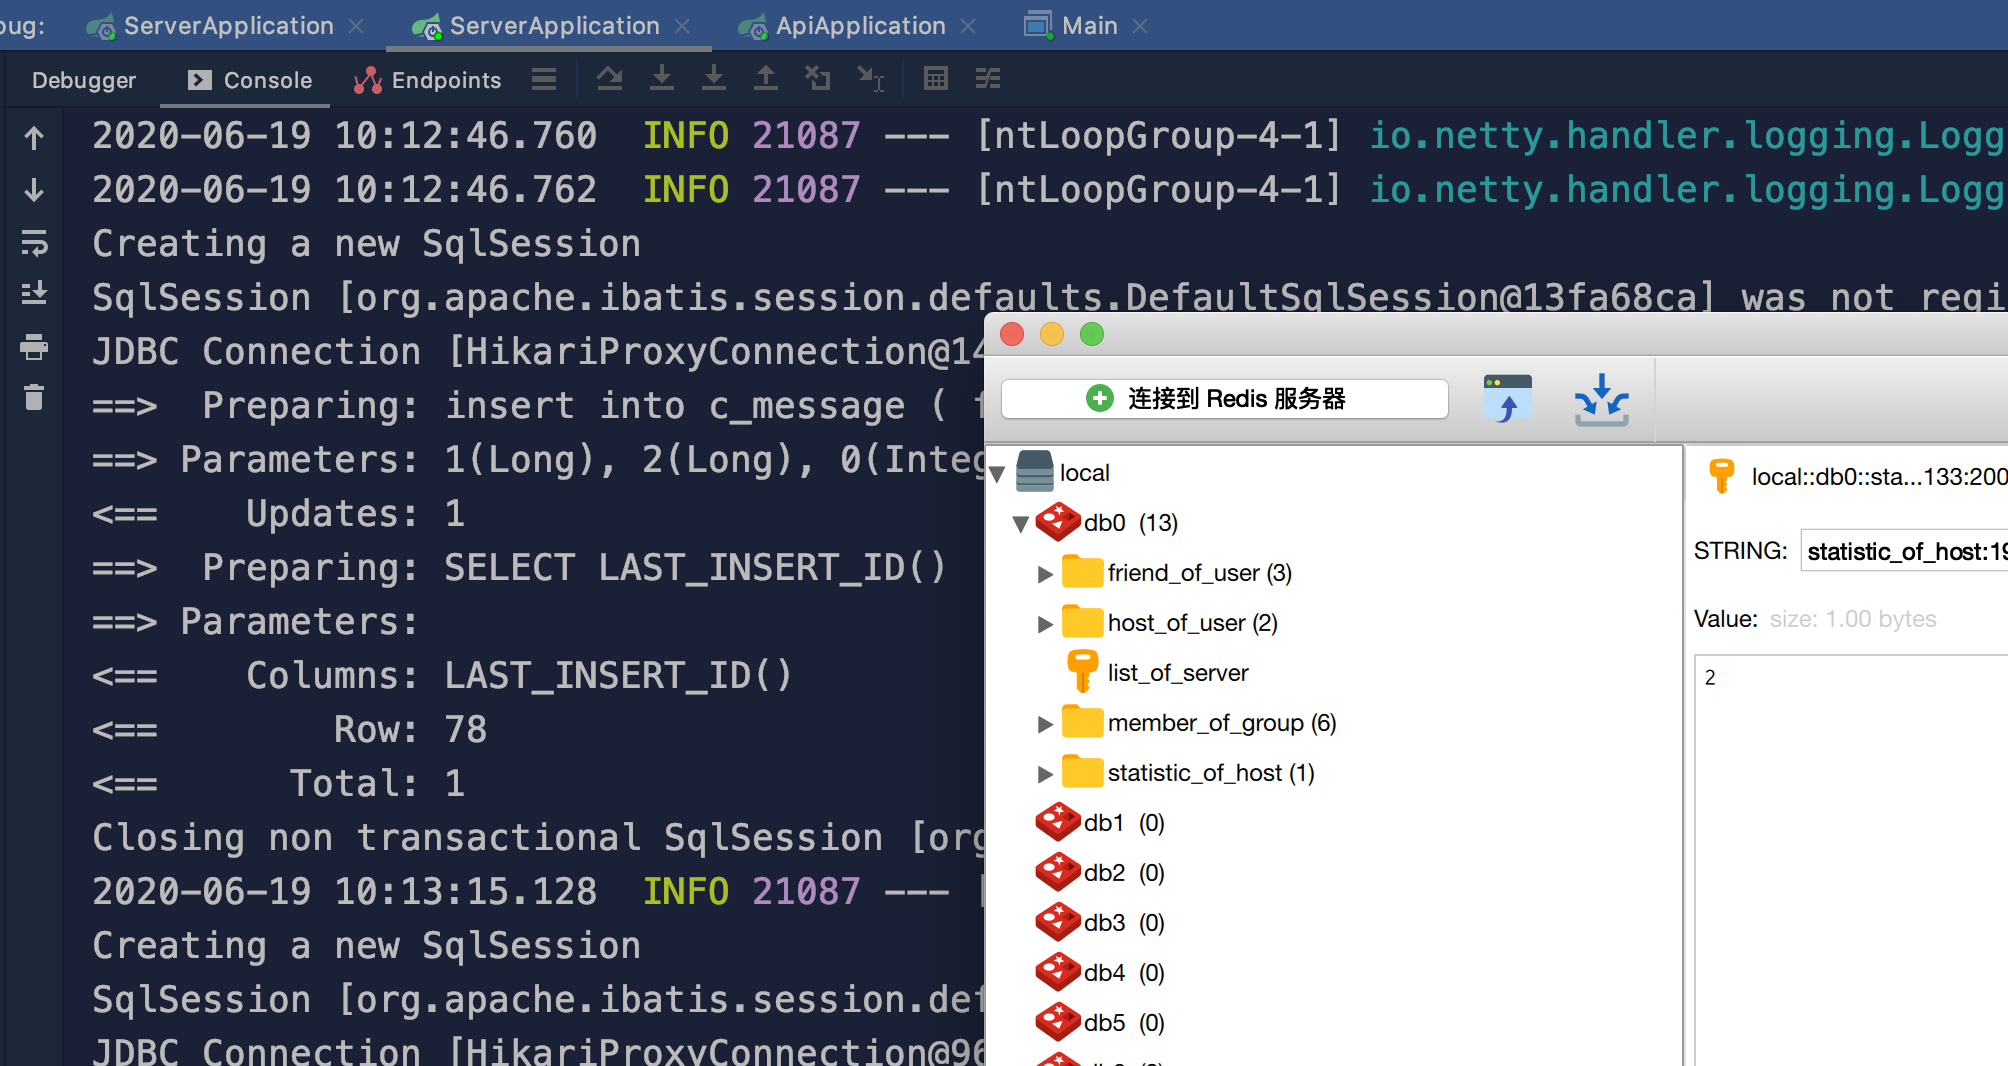 bug:
ServerApplication
ServerApplication
ApiApplication
Main
Debugger
Console
Endpoints
2020-06-19 10:12:46.760 INFO 21087 --- [ntLoopGroup-4-1] io.netty.handler.logging.Logg
2020-06-19 10:12:46.762 INFO 21087 --- [ntLoopGroup-4-1] io.netty.handler.logging.Logg
Creating a new SqlSession
SqlSession [org.apache.ibatis.session.defaults.DefaultSqlSession@13fa68ca] was not regi
JDBC Connection [HikariProxyConnection@14
==> Preparing: insert into c_message (
==> Parameters: 1(Long), 2(Long), 0(Integ
<== Updates: 1
==> Preparing: SELECT LAST_INSERT_ID()
==> Parameters:
<== Columns: LAST_INSERT_ID()
<== Row: 78
<== Total: 1
Closing non transactional SqlSession [org
2020-06-19 10:13:15.128 INFO 21087 --- [
Creating a new SqlSession
SqlSession [org.apache.ibatis.session.def
JDBC Connection [HikariProxyConnection@96
连接到 Redis 服务器
local
db0 (13)
friend_of_user (3)
host_of_user (2)
list_of_server
member_of_group (6)
statistic_of_host (1)
db1 (0)
db2 (0)
db3 (0)
db4 (0)
db5 (0)
local::db0::sta...133:200
STRING: statistic_of_host:19
Value: size: 1.00 bytes
2